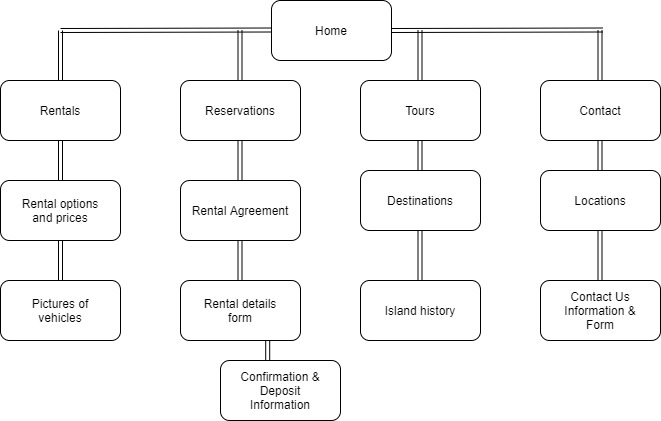 Home
Rentals
Reservations
Tours
Contact
Rental options
and prices
Rental Agreement
Destinations
Locations
Pictures of
vehicles
Rental details
form
Island history
Contact Us
Information &
Form
Confirmation &
Deposit
Information